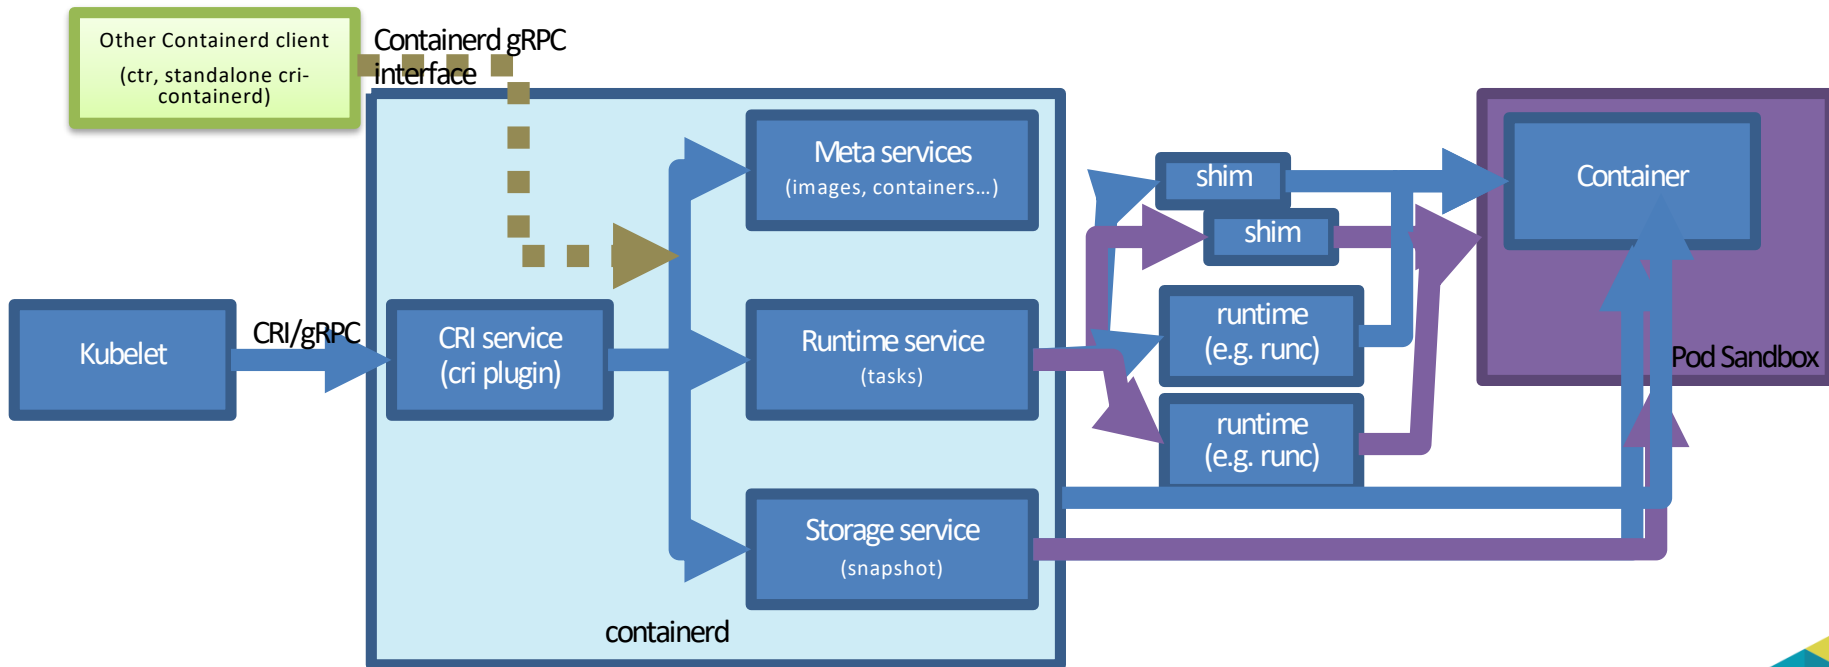 Other Containerd client
(ctr, standalone cri-
containerd)
Containerd gRPC
interface
Meta services
(images, containers…)
shim
shim
Container
Kubelet
CRI/gRPC
CRI service
(cri plugin)
Runtime service
(tasks)
runtime
(e.g. runc)
runtime
(e.g. runc)
Pod Sandbox
Storage service
(snapshot)
containerd